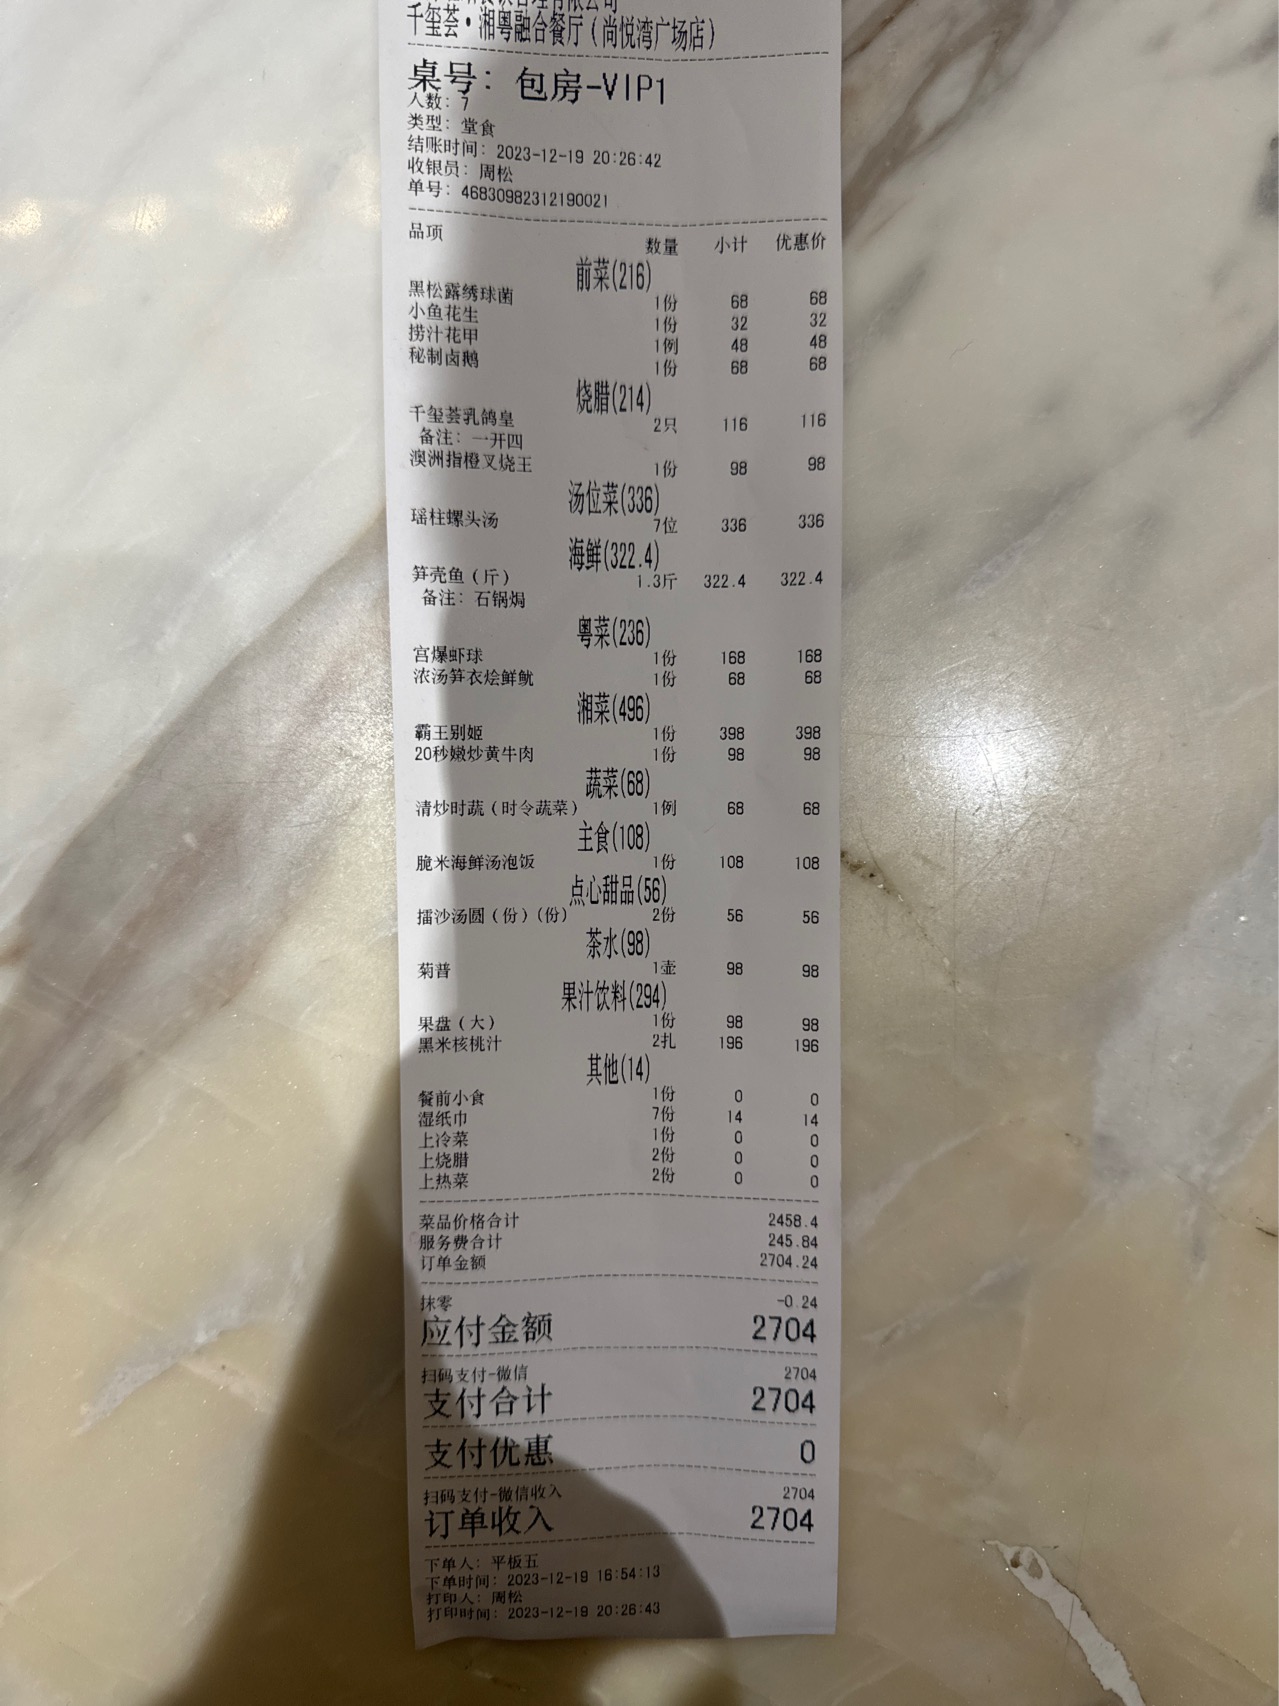 千玺荟·湘粤融合餐厅（尚悦湾广场店）
桌号：包房-VIP1
人数：7
类型：堂食
结账时间：2023-12-19 20:26:42
收银员：周松
单号：46830982312190021
品项 数量 小计 优惠价
前菜(216)
黑松露绣球菌 1份 68 68
小鱼花生 1份 32 32
捞汁花甲 1例 48 48
秘制卤鹅 1份 68 68
烧腊(214)
千玺荟乳鸽皇 2只 116 116
备注：一开四
澳洲指橙叉烧王 1份 98 98
汤位菜(336)
瑶柱螺头汤 7位 336 336
海鲜(322.4)
笋壳鱼（斤） 1.3斤 322.4 322.4
备注：石锅焗
粤菜(236)
宫爆虾球 1份 168 168
浓汤笋衣烩鲜鱿 1份 68 68
湘菜(496)
霸王别姬 1份 398 398
20秒嫩炒黄牛肉 1份 98 98
蔬菜(68)
清炒时蔬（时令蔬菜） 1例 68 68
主食(108)
脆米海鲜汤泡饭 1份 108 108
点心甜品(56)
擂沙汤圆（份）(份) 2份 56 56
茶水(98)
菊普 1壶 98 98
果汁饮料(294)
果盘（大） 1份 98 98
黑米核桃汁 2扎 196 196
其他(14)
餐前小食 1份 0 0
湿纸巾 7份 14 14
上冷菜 1份 0 0
上烧腊 2份 0 0
上热菜 2份 0 0
菜品价格合计 2458.4
服务费合计 245.84
订单金额 2704.24
抹零 -0.24
应付金额 2704
扫码支付-微信 2704
支付合计 2704
支付优惠 0
扫码支付-微信收入 2704
订单收入 2704
下单人：平板五
下单时间：2023-12-19 16:54:13
打印人：周松
打印时间：2023-12-19 20:26:43